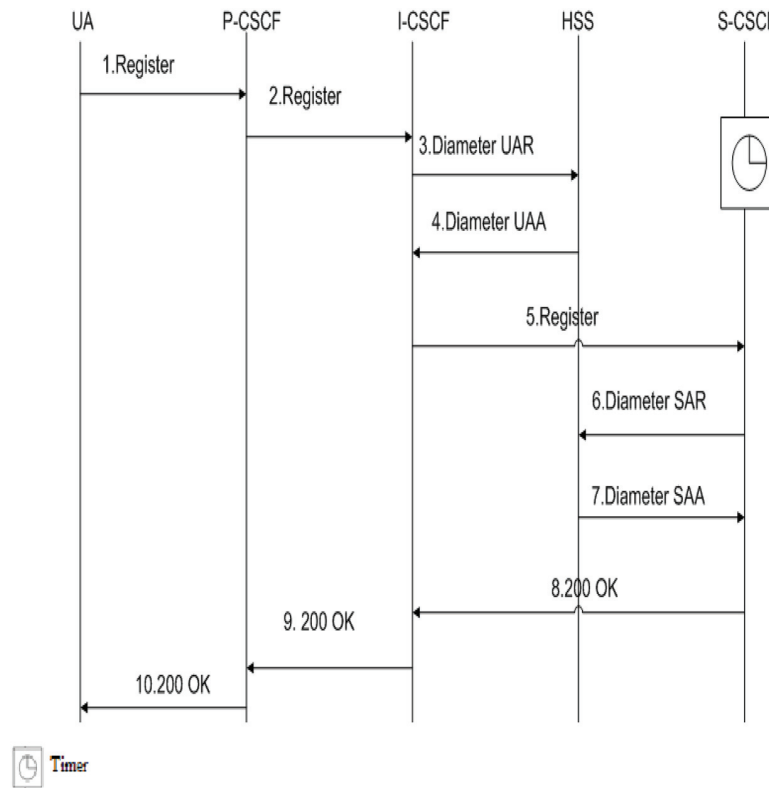 UA P-CSCF I-CSCF HSS S-CSCF
1.Register
2.Register
3.Diameter UAR
4.Diameter UAA
5.Register
6.Diameter SAR
7.Diameter SAA
8.200 OK
9. 200 OK
10.200 OK
Timer